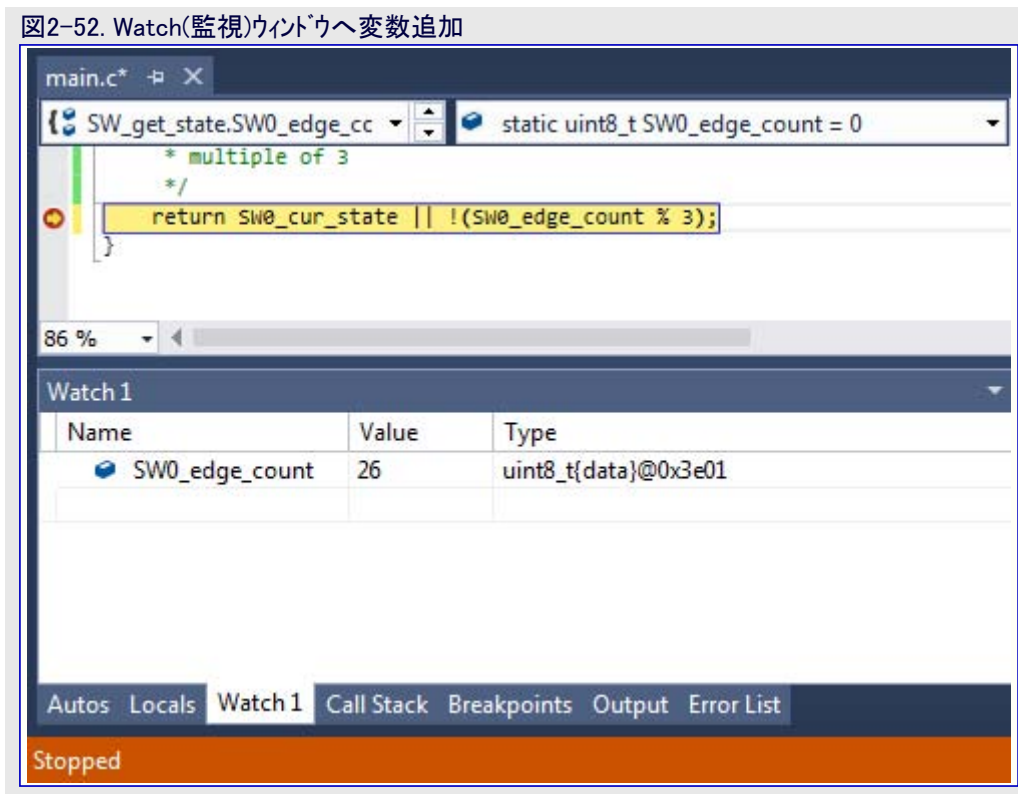 図2-52. Watch(監視)ウィンドウへ変数追加
main.c*
SW_get_state.SW0_edge_cc static uint8_t SW0_edge_count = 0
* multiple of 3
*/
return SW0_cur_state || !(SW0_edge_count % 3);
}
86 %
Watch 1
Name Value Type
SW0_edge_count 26 uint8_t{data}@0x3e01
Autos Locals Watch 1 Call Stack Breakpoints Output Error List
Stopped